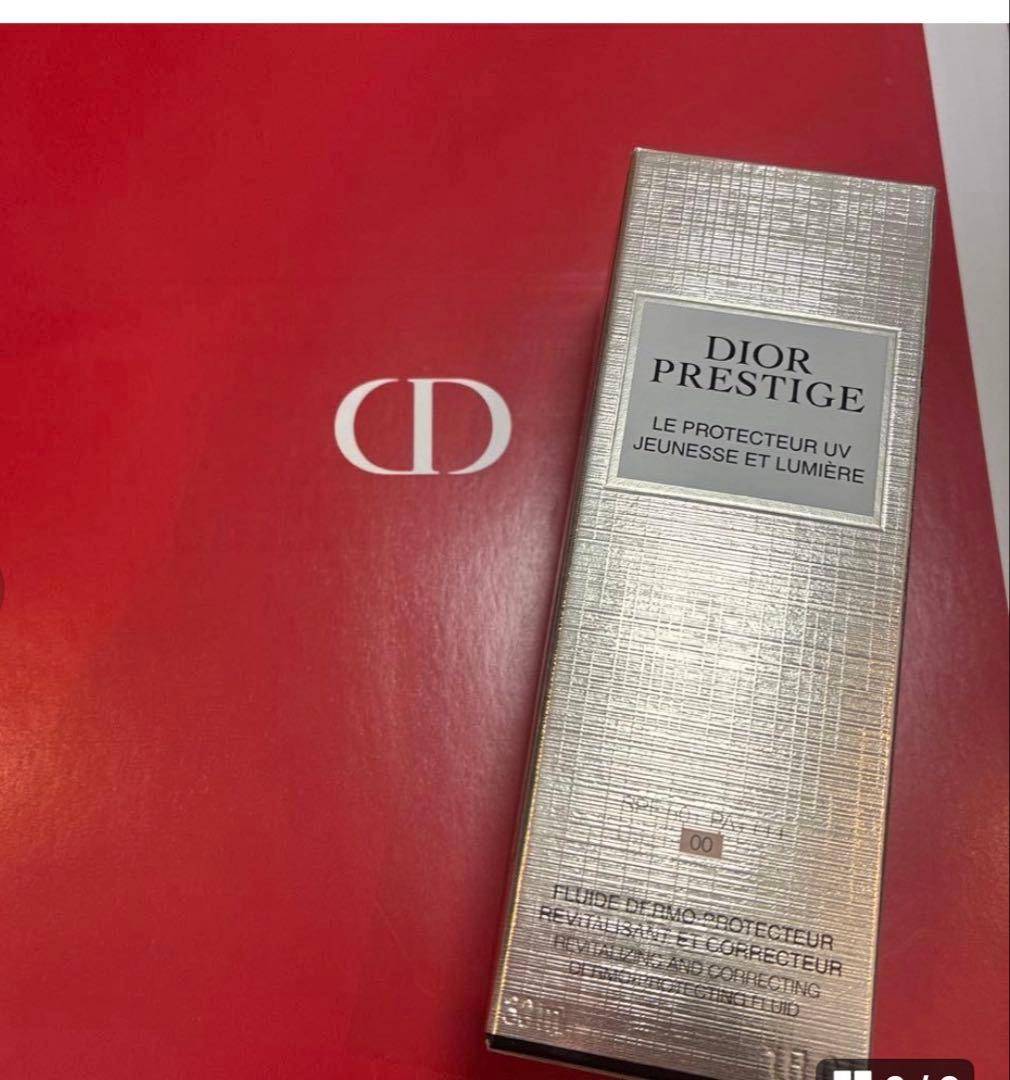 CD
DIOR
PRESTIGE
LE PROTECTEUR UV
JEUNESSE ET LUMIÈRE
00
FLUIDE DERMO-PROTECTEUR
REVITALISANT ET CORRECTEUR
REVITALIZING AND CORRECTING
DERMO-PROTECTING FLUID